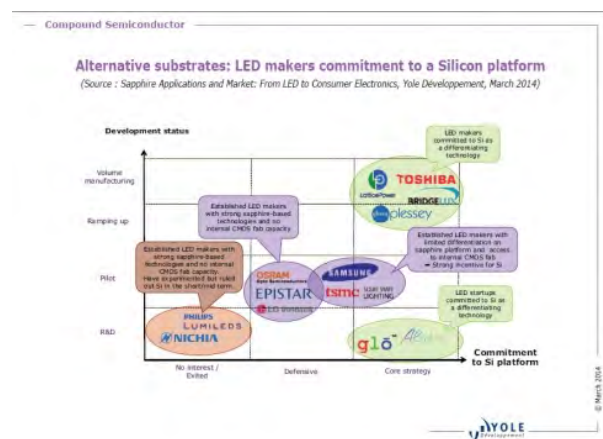 Compound Semiconductor
Alternative substrates: LED makers commitment to a Silicon platform
(Source : Sapphire Applications and Market: From LED to Consumer Electronics, Yole Développement, March 2014)
Development status
LED makers
committed to Si as
a differentiating
technology
Volume
manufacturing
LatticePower
TOSHIBA
BRIDGELUX
plessey
Ramping up
Established LED makers
with strong sapphire-based
technologies and no
internal CMOS fab capacity
Established LED makers with
limited differentiation on
sapphire platform and access
to internal CMOS fab
➡ Strong incentive for Si
Established LED makers with
strong sapphire-based
technologies and no internal
CMOS fab capacity.
Have experimented but ruled
out Si in the short term.
Pilot
OSRAM
Opto Semiconductors
EPISTAR
SAMSUNG
tsmc
LIGHTING
LED startups
committed to Si as
a differentiating
technology
R&D
PHILIPS
LUMILEDS
NICHIA
glō
Commitment
to Si platform
No interest /
Exited
Defensive
Core strategy
© March 2014
YOLE
Développement